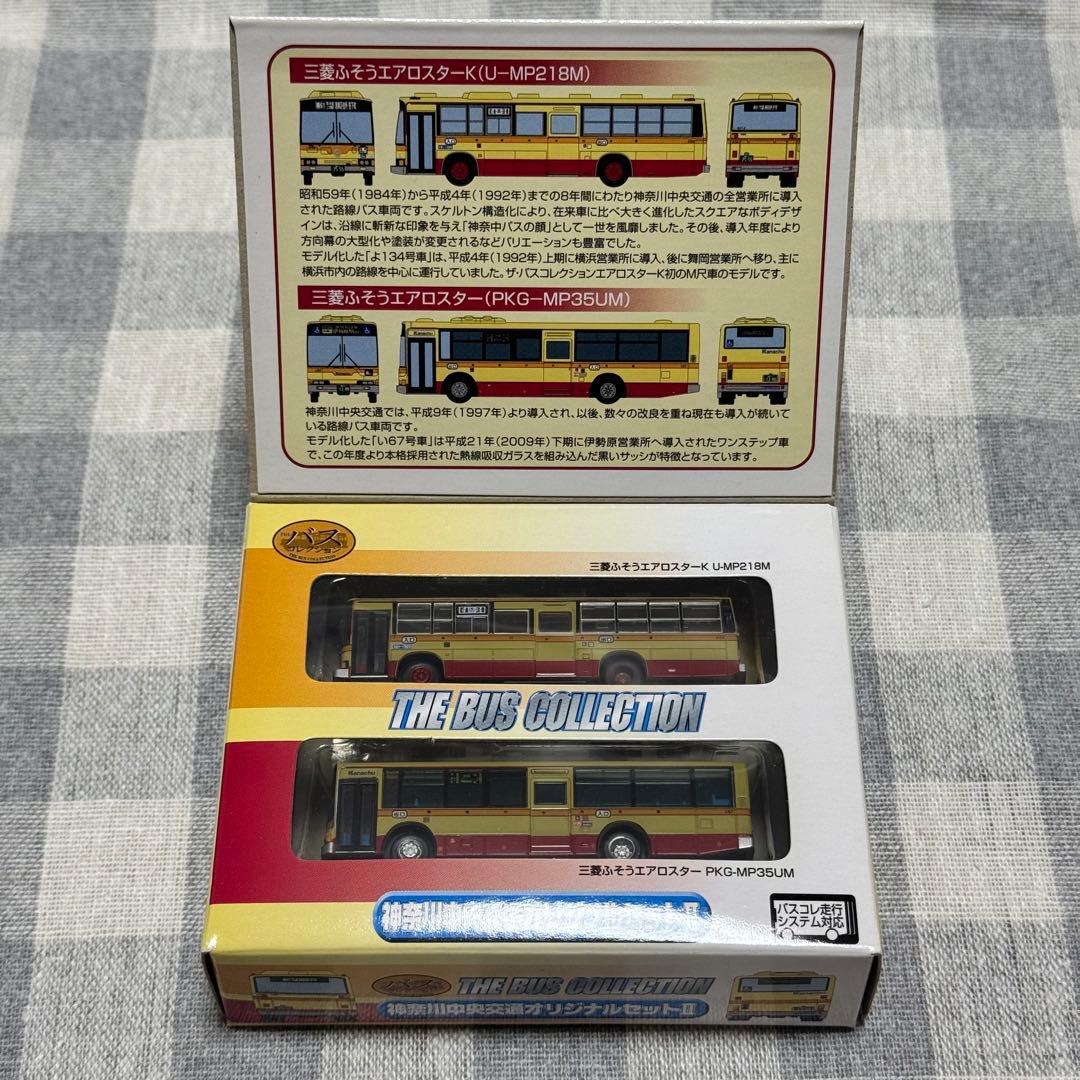 三菱ふそうエアロスターK(U-MP218M)
昭和59年(1984年)から平成4年(1992年)までの8年間にわたり神奈川中央交通の全営業所に導入
された路線バス車両です。スケルトン構造化により、在来車に比べ大きく進化したスクエアなボディデザ
インは、沿線に斬新な印象を与え「神奈中バスの顔」として一世を風靡しました。その後、導入年度により
方向幕の大型化や塗装が変更されるなどバリエーションも豊富でした。
モデル化した「よ134号車」は、平成4年(1992年)上期に横浜営業所に導入、後に舞岡営業所へ移り、主に
横浜市内の路線を中心に運行していました。ザ・バスコレクションエアロスターK初のM尺車のモデルです。
三菱ふそうエアロスター(PKG-MP35UM)
Kanachu
Kanachu
神奈川中央交通では、平成9年(1997年)より導入され、以後、数々の改良を重ね現在も導入が続いて
いる路線バス車両です。
モデル化した「い67号車」は平成21年(2009年)下期に伊勢原営業所へ導入されたワンステップ車
で、この年度より本格採用された熱線吸収ガラスを組み込んだ黒いサッシが特徴となっています。
THE バス コレクション
THE BUS COLLECTION
三菱ふそうエアロスターK U-MP218M
入口
出口
THE BUS COLLECTION
Kanachu
出口
入口
三菱ふそうエアロスター PKG-MP35UM
バスコレ走行
システム対応
THE BUS COLLECTION
神奈川中央交通オリジナルセットII